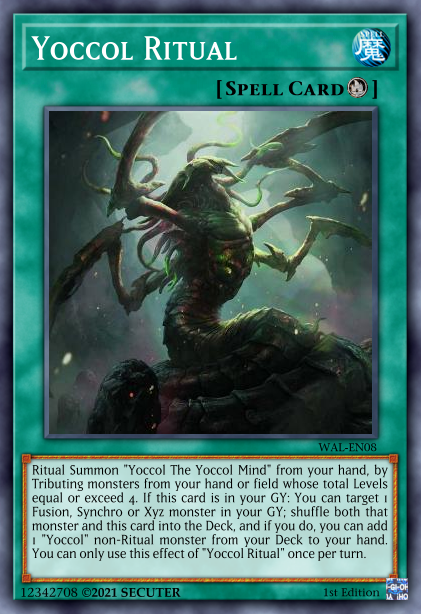 Yoccol Ritual
魔
[Spell Card]
WAL-EN08
Ritual Summon "Yoccol The Yoccol Mind" from your hand, by
Tributing monsters from your hand or field whose total Levels
equal or exceed 4. If this card is in your GY: You can target 1
Fusion, Synchro or Xyz monster in your GY; shuffle both that
monster and this card into the Deck, and if you do, you can add
1 "Yoccol" non-Ritual monster from your Deck to your hand.
You can only use this effect of "Yoccol Ritual" once per turn.
12342708 ©2021 SECUTER 1st Edition